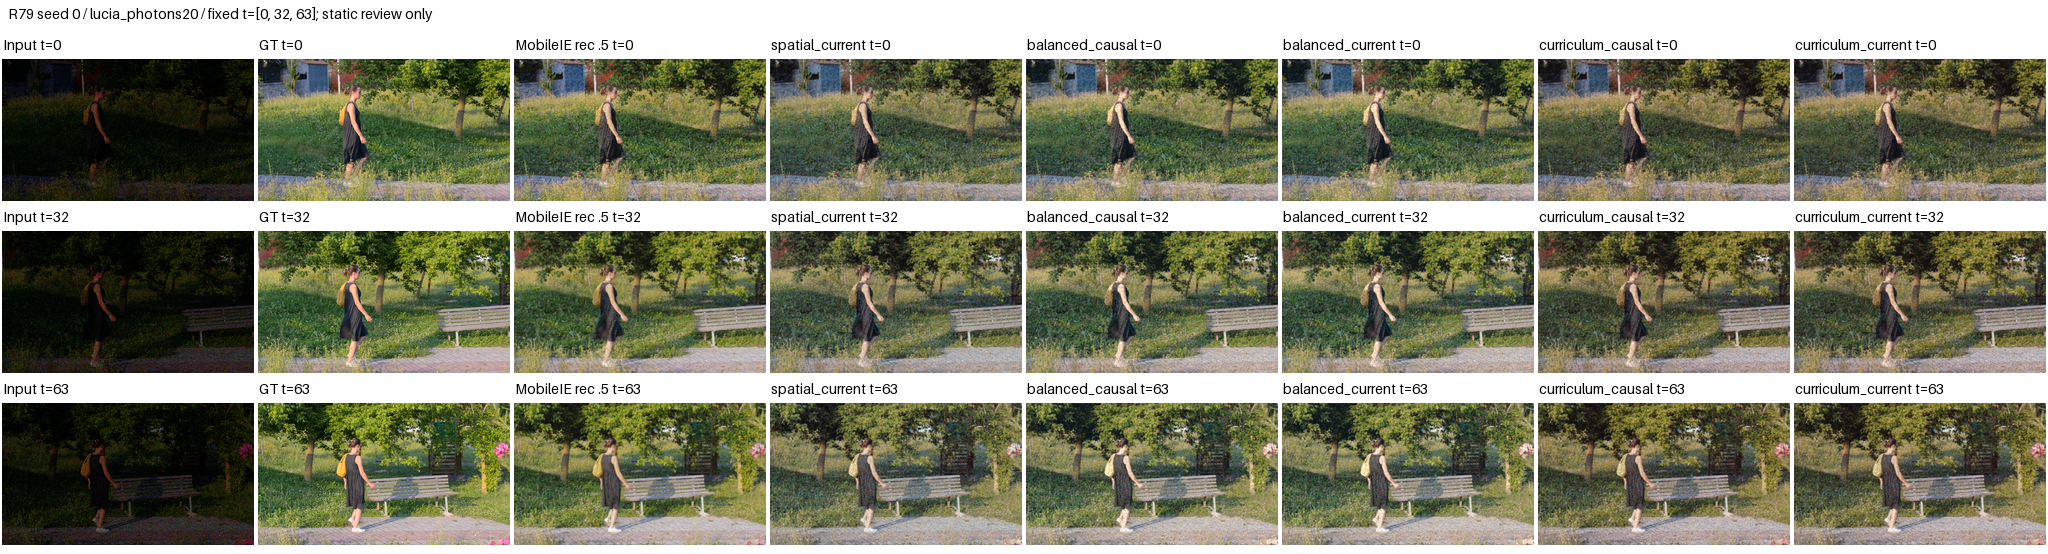 R79 seed 0 / lucia_photons20 / fixed t=[0, 32, 63]; static review only
Input t=0 GT t=0 MobileIE rec .5 t=0 spatial_current t=0 balanced_causal t=0 balanced_current t=0 curriculum_causal t=0 curriculum_current t=0
Input t=32 GT t=32 MobileIE rec .5 t=32 spatial_current t=32 balanced_causal t=32 balanced_current t=32 curriculum_causal t=32 curriculum_current t=32
Input t=63 GT t=63 MobileIE rec .5 t=63 spatial_current t=63 balanced_causal t=63 balanced_current t=63 curriculum_causal t=63 curriculum_current t=63